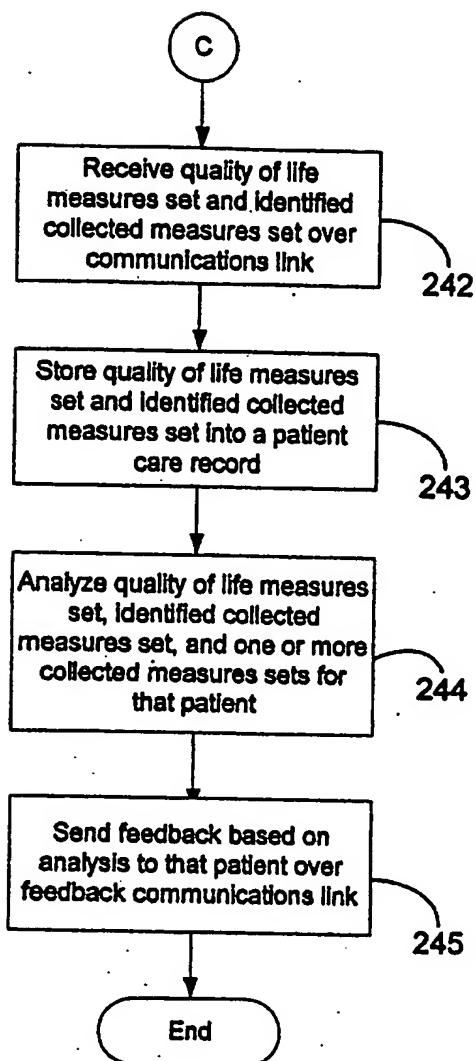 C
Receive quality of life
measures set and identified
collected measures set over
communications link
242
Store quality of life measures
set and identified collected
measures set into a patient
care record
243
Analyze quality of life measures
set, identified collected
measures set, and one or more
collected measures sets for
that patient
244
Send feedback based on
analysis to that patient over
feedback communications link
245
End